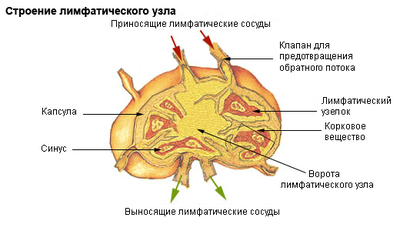 Строение лимфатического узла
Приносящие лимфатические сосуды
Клапан для
предотвращения
обратного потока
Капсула
Лимфатический
узелок
Корковое
вещество
Синус
Ворота
лимфатического узла
Выносящие лимфатические сосуды